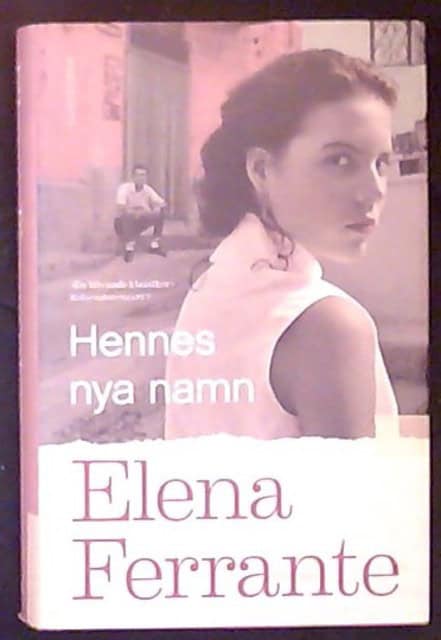 Hennes
nya namn
Elena
Ferrante